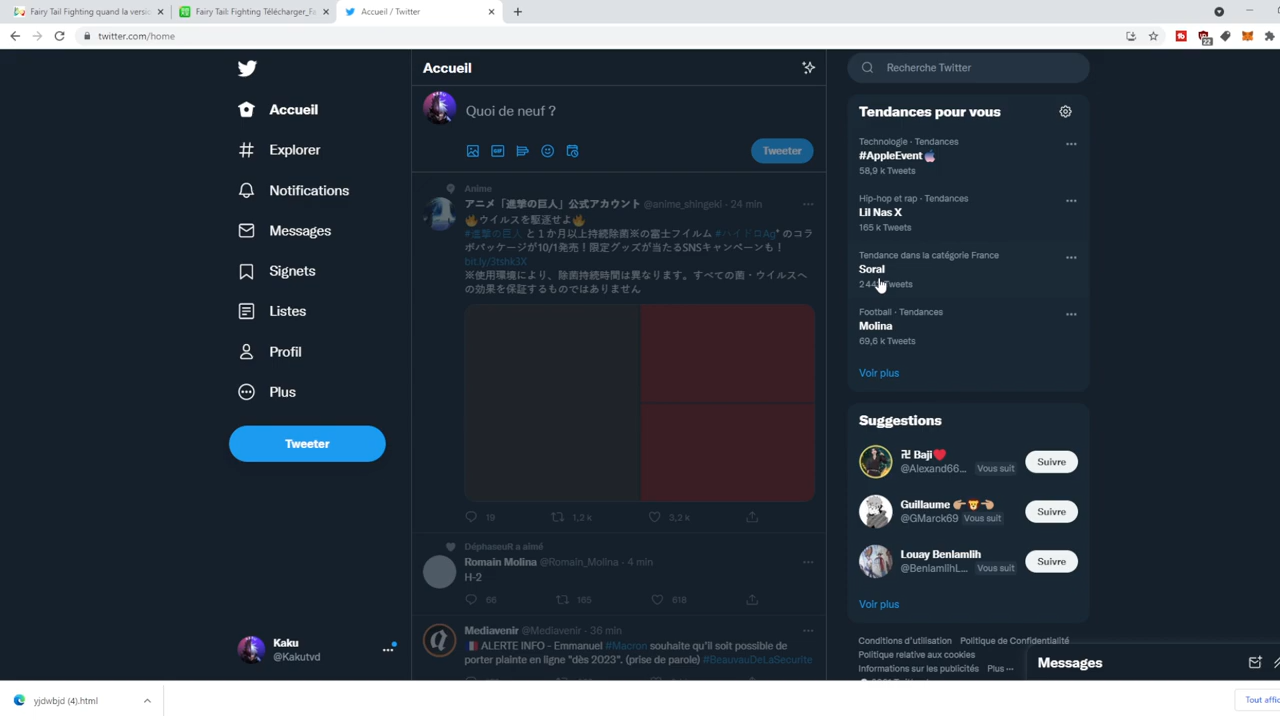 Fairy Tail Fighting quand la versio
Fairy Tail: Fighting Télécharger_Fa
Accueil / Twitter
twitter.com/home
22
Accueil
Explorer
Notifications
Messages
Signets
Listes
Profil
Plus
Tweeter
Kaku
@Kakutvd
Accueil
Quoi de neuf ?
GIF
Tweeter
Anime
アニメ「進撃の巨人」公式アカウント @anime_shingeki · 24 min
🔥ウイルスを駆逐せよ🔥
#進撃の巨人 と１か月以上持続除菌※の富士フイルム #ハイドロAg⁺ のコラ
ボパッケージが10/1発売！限定グッズが当たるSNSキャンペーンも！
bit.ly/3tshk3X
※使用環境により、除菌持続時間は異なります。すべての菌・ウイルスへ
の効果を保証するものではありません
19 1,2 k 3,2 k
DéphaseuR a aimé
Romain Molina @Romain_Molina · 4 min
H-2
66 165 618
Mediavenir @Mediavenir · 36 min
🇫🇷 ALERTE INFO - Emmanuel #Macron souhaite qu'il soit possible de
porter plainte en ligne "dès 2023". (prise de parole) #BeauvauDeLaSecurite
Recherche Twitter
Tendances pour vous
Technologie · Tendances
#AppleEvent
58,9 k Tweets
Hip-hop et rap · Tendances
Lil Nas X
165 k Tweets
Tendance dans la catégorie France
Soral
Tweets
Football · Tendances
Molina
69,6 k Tweets
Voir plus
Suggestions
卍 Baji❤️
@Alexand66... Vous suit
Suivre
Guillaume
@GMarck69 Vous suit
Suivre
Louay Benlamlih
@BenlamlihL... Vous suit
Suivre
Voir plus
Conditions d'utilisation Politique de Confidentialité
Politique relative aux cookies
Informations sur les publicités Plus ···
Messages
yjdwbjd (4).html
Tout affic